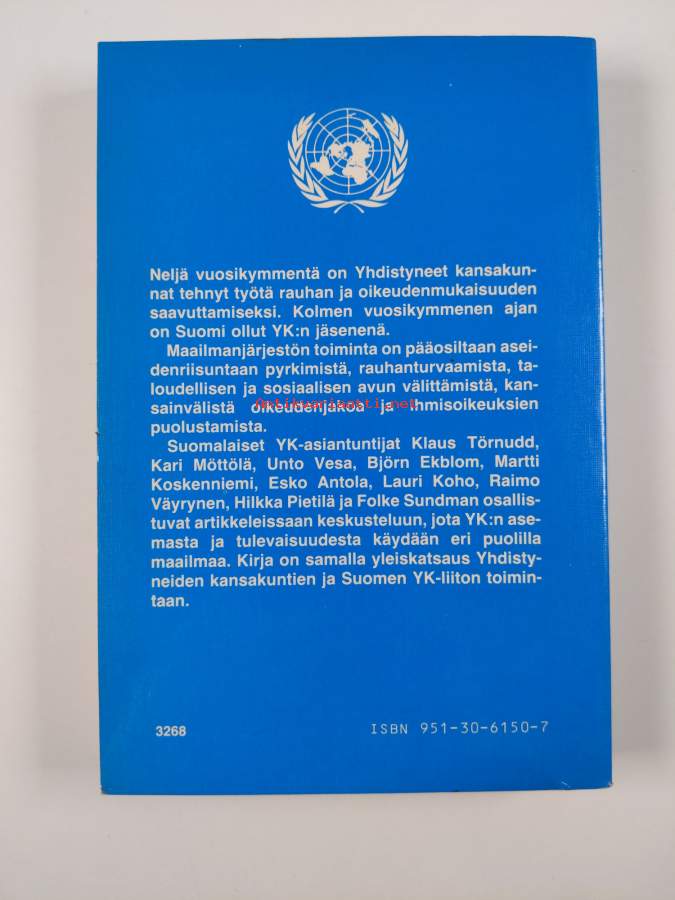 Neljä vuosikymmentä on Yhdistyneet kansakun-
nat tehnyt työtä rauhan ja oikeudenmukaisuuden
saavuttamiseksi. Kolmen vuosikymmenen ajan
on Suomi ollut YK:n jäsenenä.
Maailmanjärjestön toiminta on pääosiltaan asei-
denriisuntaan pyrkimistä, rauhanturvaamista, ta-
loudellisen ja sosiaalisen avun välittämistä, kan-
sainvälistä oikeudenjakoa ja ihmisoikeuksien
Antikvariaatti.net
puolustamista.
Suomalaiset YK-asiantuntijat Klaus Törnudd,
Kari Möttölä, Unto Vesa, Björn Ekblom, Martti
Koskenniemi, Esko Antola, Lauri Koho, Raimo
Väyrynen, Hilkka Pietilä ja Folke Sundman osallis-
tuvat artikkeleissaan keskusteluun, jota YK:n ase-
masta ja tulevaisuudesta käydään eri puolilla
maailmaa. Kirja on samalla yleiskatsaus Yhdisty-
neiden kansakuntien ja Suomen YK-liiton toimin-
taan.
3268
ISBN 951-30-6150-7